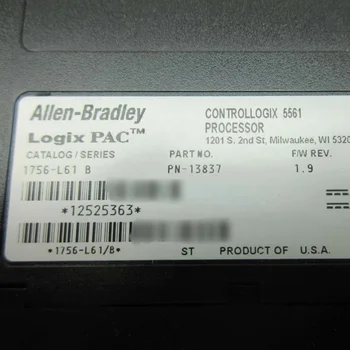 Allen-Bradley
CONTROLLOGIX 5561
Logix PAC™
PROCESSOR
1201 S. 2nd St, Milwaukee, WI 5320
CATALOG / SERIES PART NO. F/W REV.
1756-L61 B PN-13837 1.9
*12525363*
*1756-L61/B* ST PRODUCT OF U.S.A.